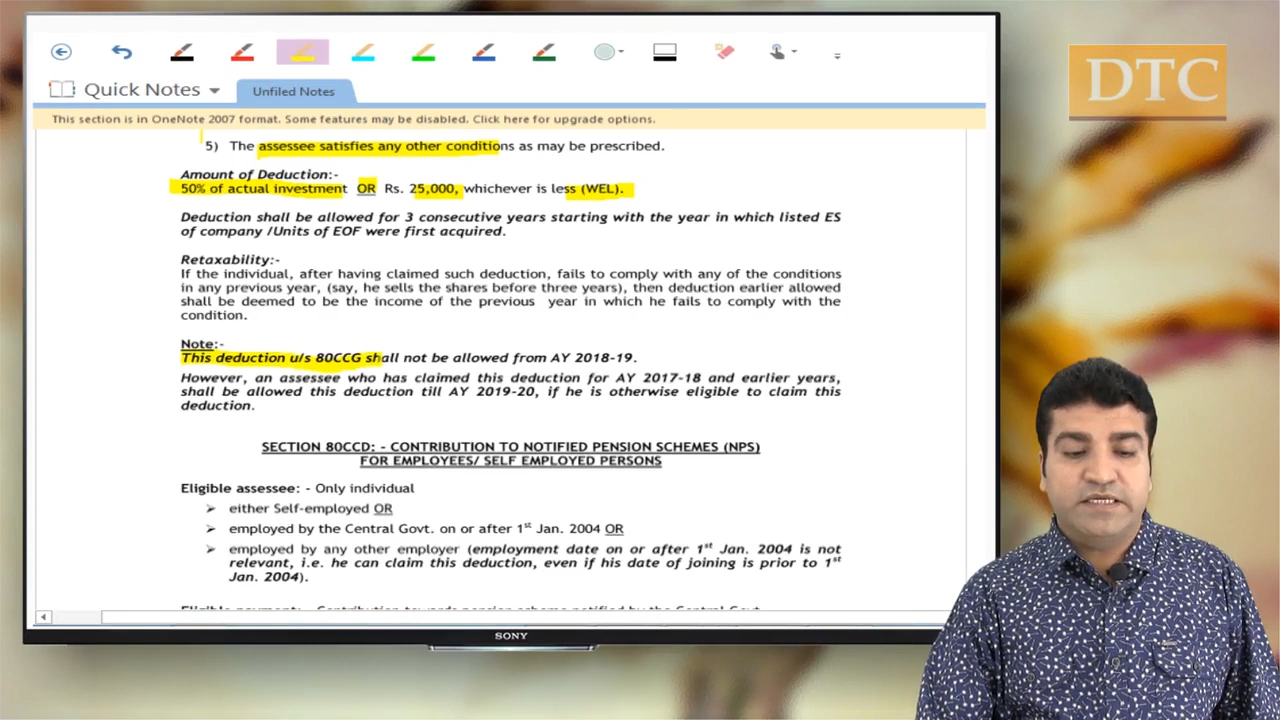 DTC
Quick Notes
Unfiled Notes
This section is in OneNote 2007 format. Some features may be disabled. Click here for upgrade options.
5) The assessee satisfies any other conditions as may be prescribed.
Amount of Deduction:-
50% of actual investment OR Rs. 25,000, whichever is less (WEL).
Deduction shall be allowed for 3 consecutive years starting with the year in which listed ES
of company /Units of EOF were first acquired.
Retaxability:-
If the individual, after having claimed such deduction, fails to comply with any of the conditions
in any previous year, (say, he sells the shares before three years), then deduction earlier allowed
shall be deemed to be the income of the previous year in which he fails to comply with the
condition.
Note:-
This deduction u/s 80CCG shall not be allowed from AY 2018-19.
However, an assessee who has claimed this deduction for AY 2017-18 and earlier years,
shall be allowed this deduction till AY 2019-20, if he is otherwise eligible to claim this
deduction.
SECTION 80CCD: - CONTRIBUTION TO NOTIFIED PENSION SCHEMES (NPS)
FOR EMPLOYEES/ SELF EMPLOYED PERSONS
Eligible assessee: - Only individual
➢ either Self-employed OR
➢ employed by the Central Govt. on or after 1st Jan. 2004 OR
➢ employed by any other employer (employment date on or after 1st Jan. 2004 is not
relevant, i.e. he can claim this deduction, even if his date of joining is prior to 1st
Jan. 2004).
SONY